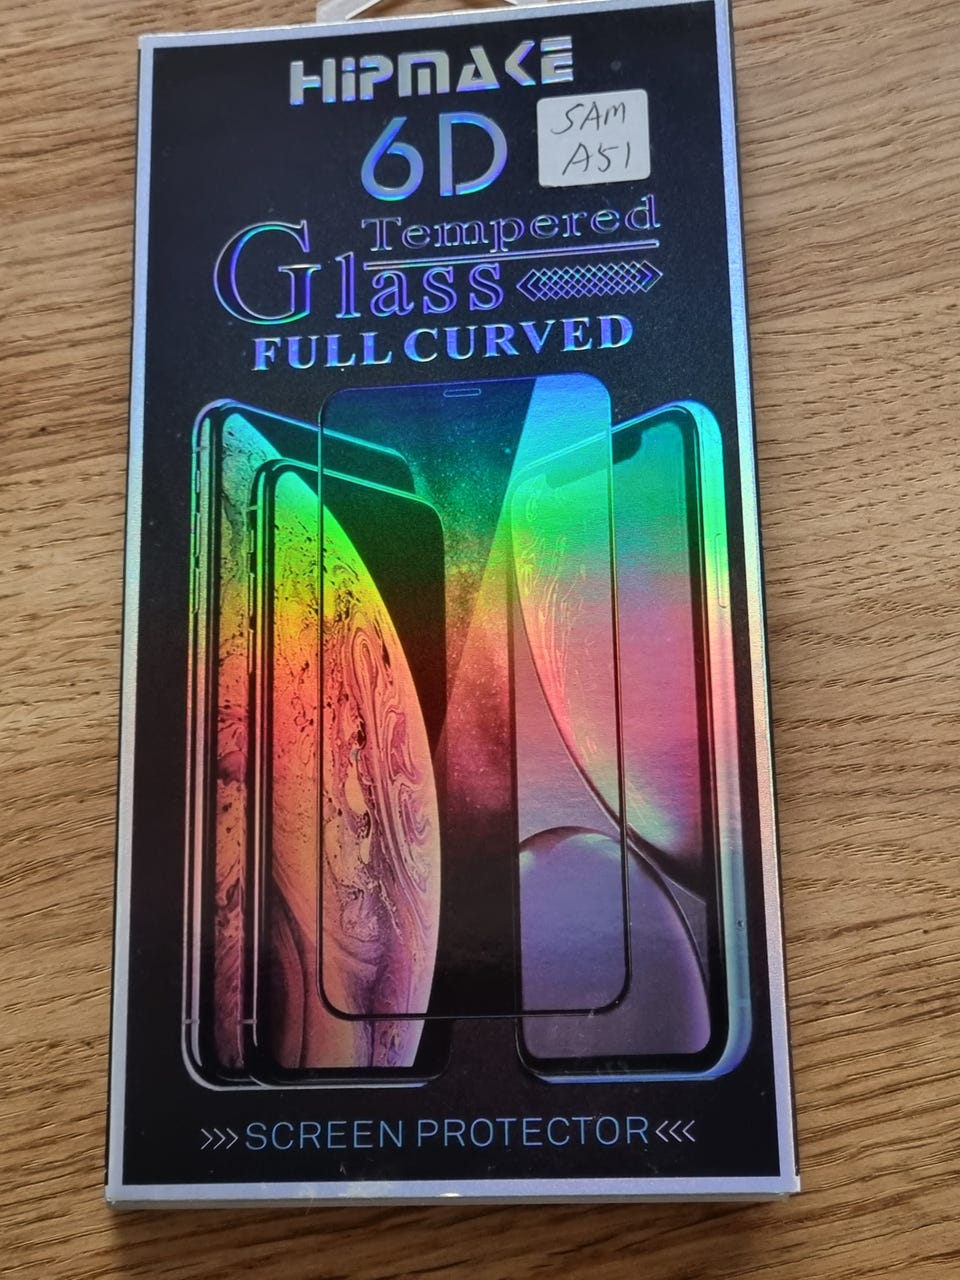 HiPMAKE
6D
SAM
A51
Tempered
Glass
FULL CURVED
>>>SCREEN PROTECTOR<<<